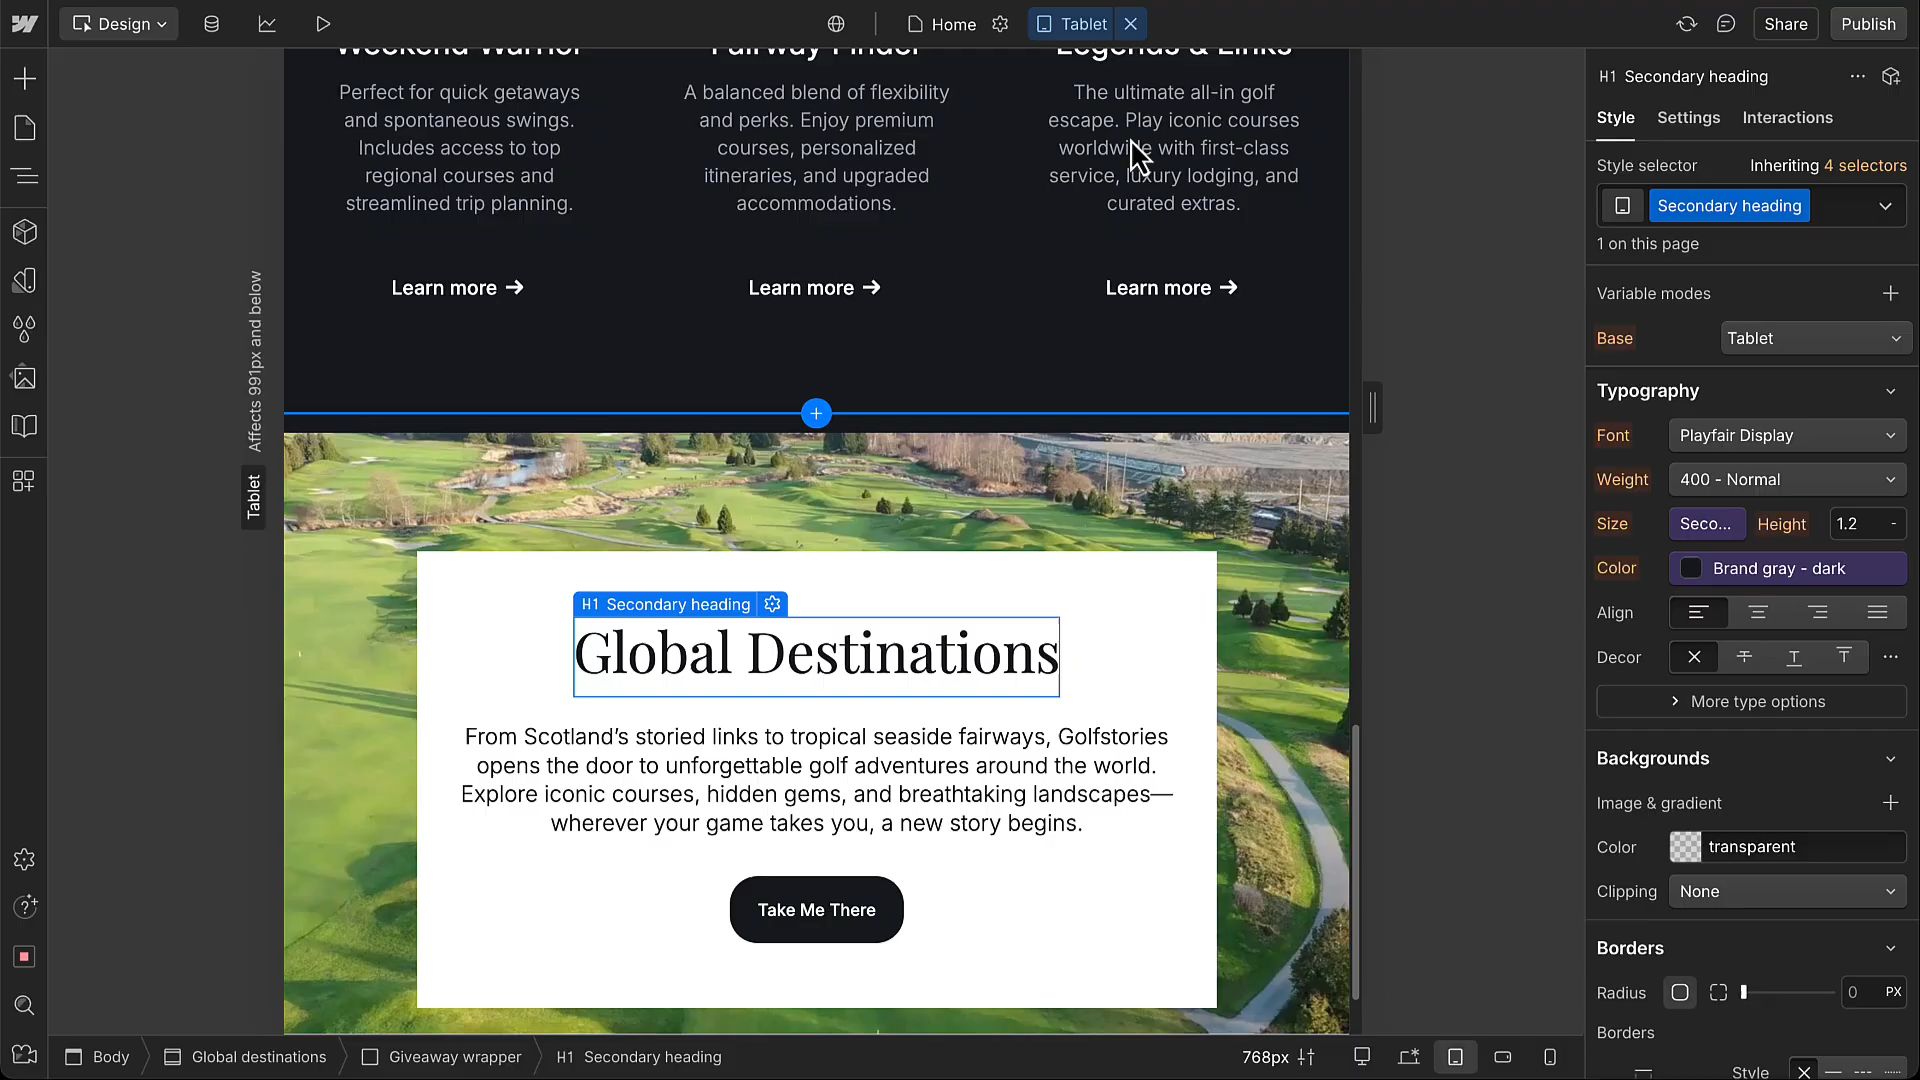 Design
Home
Tablet
Share
Publish
Weekend Warrior
Fairway Finder
Legends & Links
Perfect for quick getaways
and spontaneous swings.
Includes access to top
regional courses and
streamlined trip planning.
A balanced blend of flexibility
and perks. Enjoy premium
courses, personalized
itineraries, and upgraded
accommodations.
The ultimate all-in golf
escape. Play iconic courses
worldwide with first-class
service, luxury lodging, and
curated extras.
Learn more →
Learn more →
Learn more →
Affects 991px and below
Tablet
H1 Secondary heading
Global Destinations
From Scotland's storied links to tropical seaside fairways, Golfstories
opens the door to unforgettable golf adventures around the world.
Explore iconic courses, hidden gems, and breathtaking landscapes—
wherever your game takes you, a new story begins.
Take Me There
H1 Secondary heading
Style
Settings
Interactions
Style selector
Inheriting 4 selectors
Secondary heading
1 on this page
Variable modes
Base
Tablet
Typography
Font
Playfair Display
Weight
400 - Normal
Size
Seco...
Height
1.2
-
Color
Brand gray - dark
Align
Decor
More type options
Backgrounds
Image & gradient
Color
transparent
Clipping
None
Borders
Radius
0 PX
Borders
Style
Body
Global destinations
Giveaway wrapper
H1 Secondary heading
768px